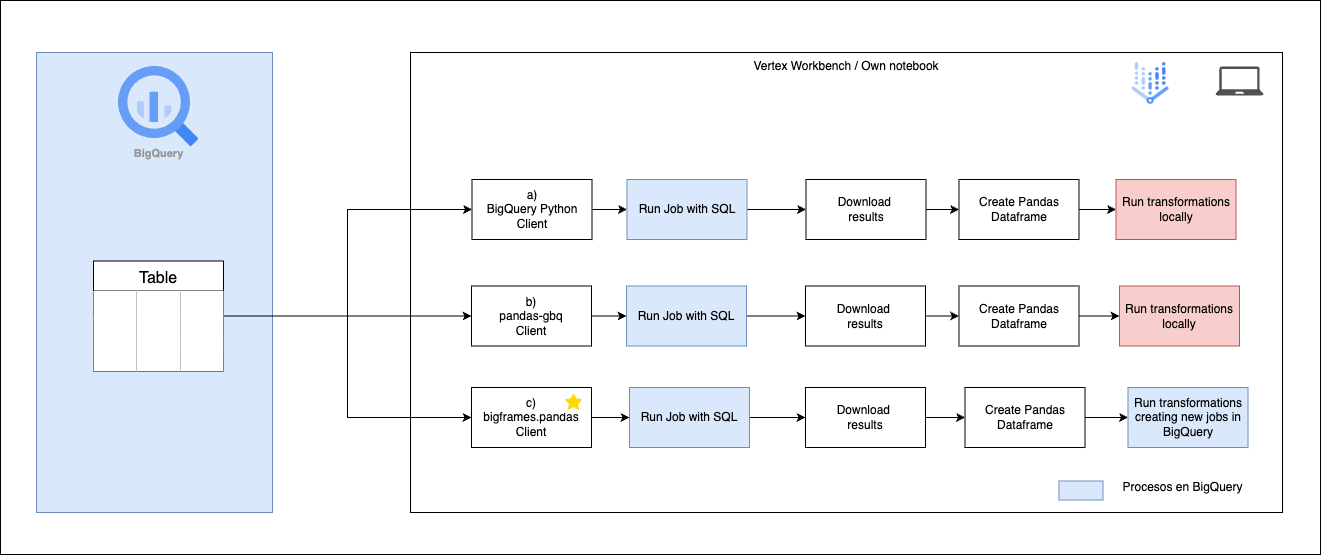 Vertex Workbench / Own notebook
BigQuery
a)
BigQuery Python
Client
Run Job with SQL
Download
results
Create Pandas
Dataframe
Run transformations
locally
Table
b)
pandas-gbq
Client
Run Job with SQL
Download
results
Create Pandas
Dataframe
Run transformations
locally
c)
bigframes.pandas
Client
Run Job with SQL
Download
results
Create Pandas
Dataframe
Run transformations
creating new jobs in
BigQuery
Procesos en BigQuery